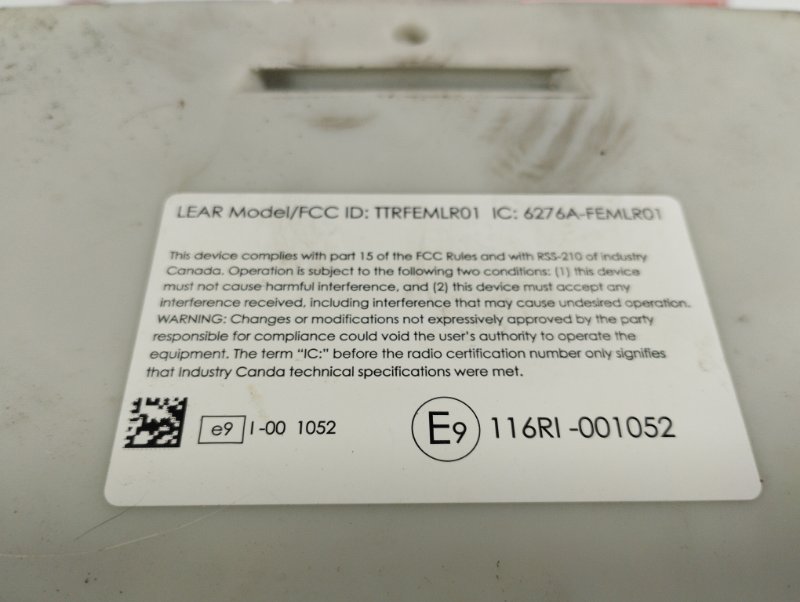 LEAR Model/FCC ID: TTRFEMLR01 IC: 6276A-FEMLR01
This device complies with part 15 of the FCC Rules and with RSS-210 of industry
Canada. Operation is subject to the following two conditions: (1) this device
must not cause harmful interference, and (2) this device must accept any
interference received, including interference that may cause undesired operation.
WARNING: Changes or modifications not expressively approved by the party
responsible for compliance could void the user's authority to operate the
equipment. The term "IC:" before the radio certification number only signifies
that Industry Canda technical specifications were met.
e9 I-00 1052 E9 116RI-001052